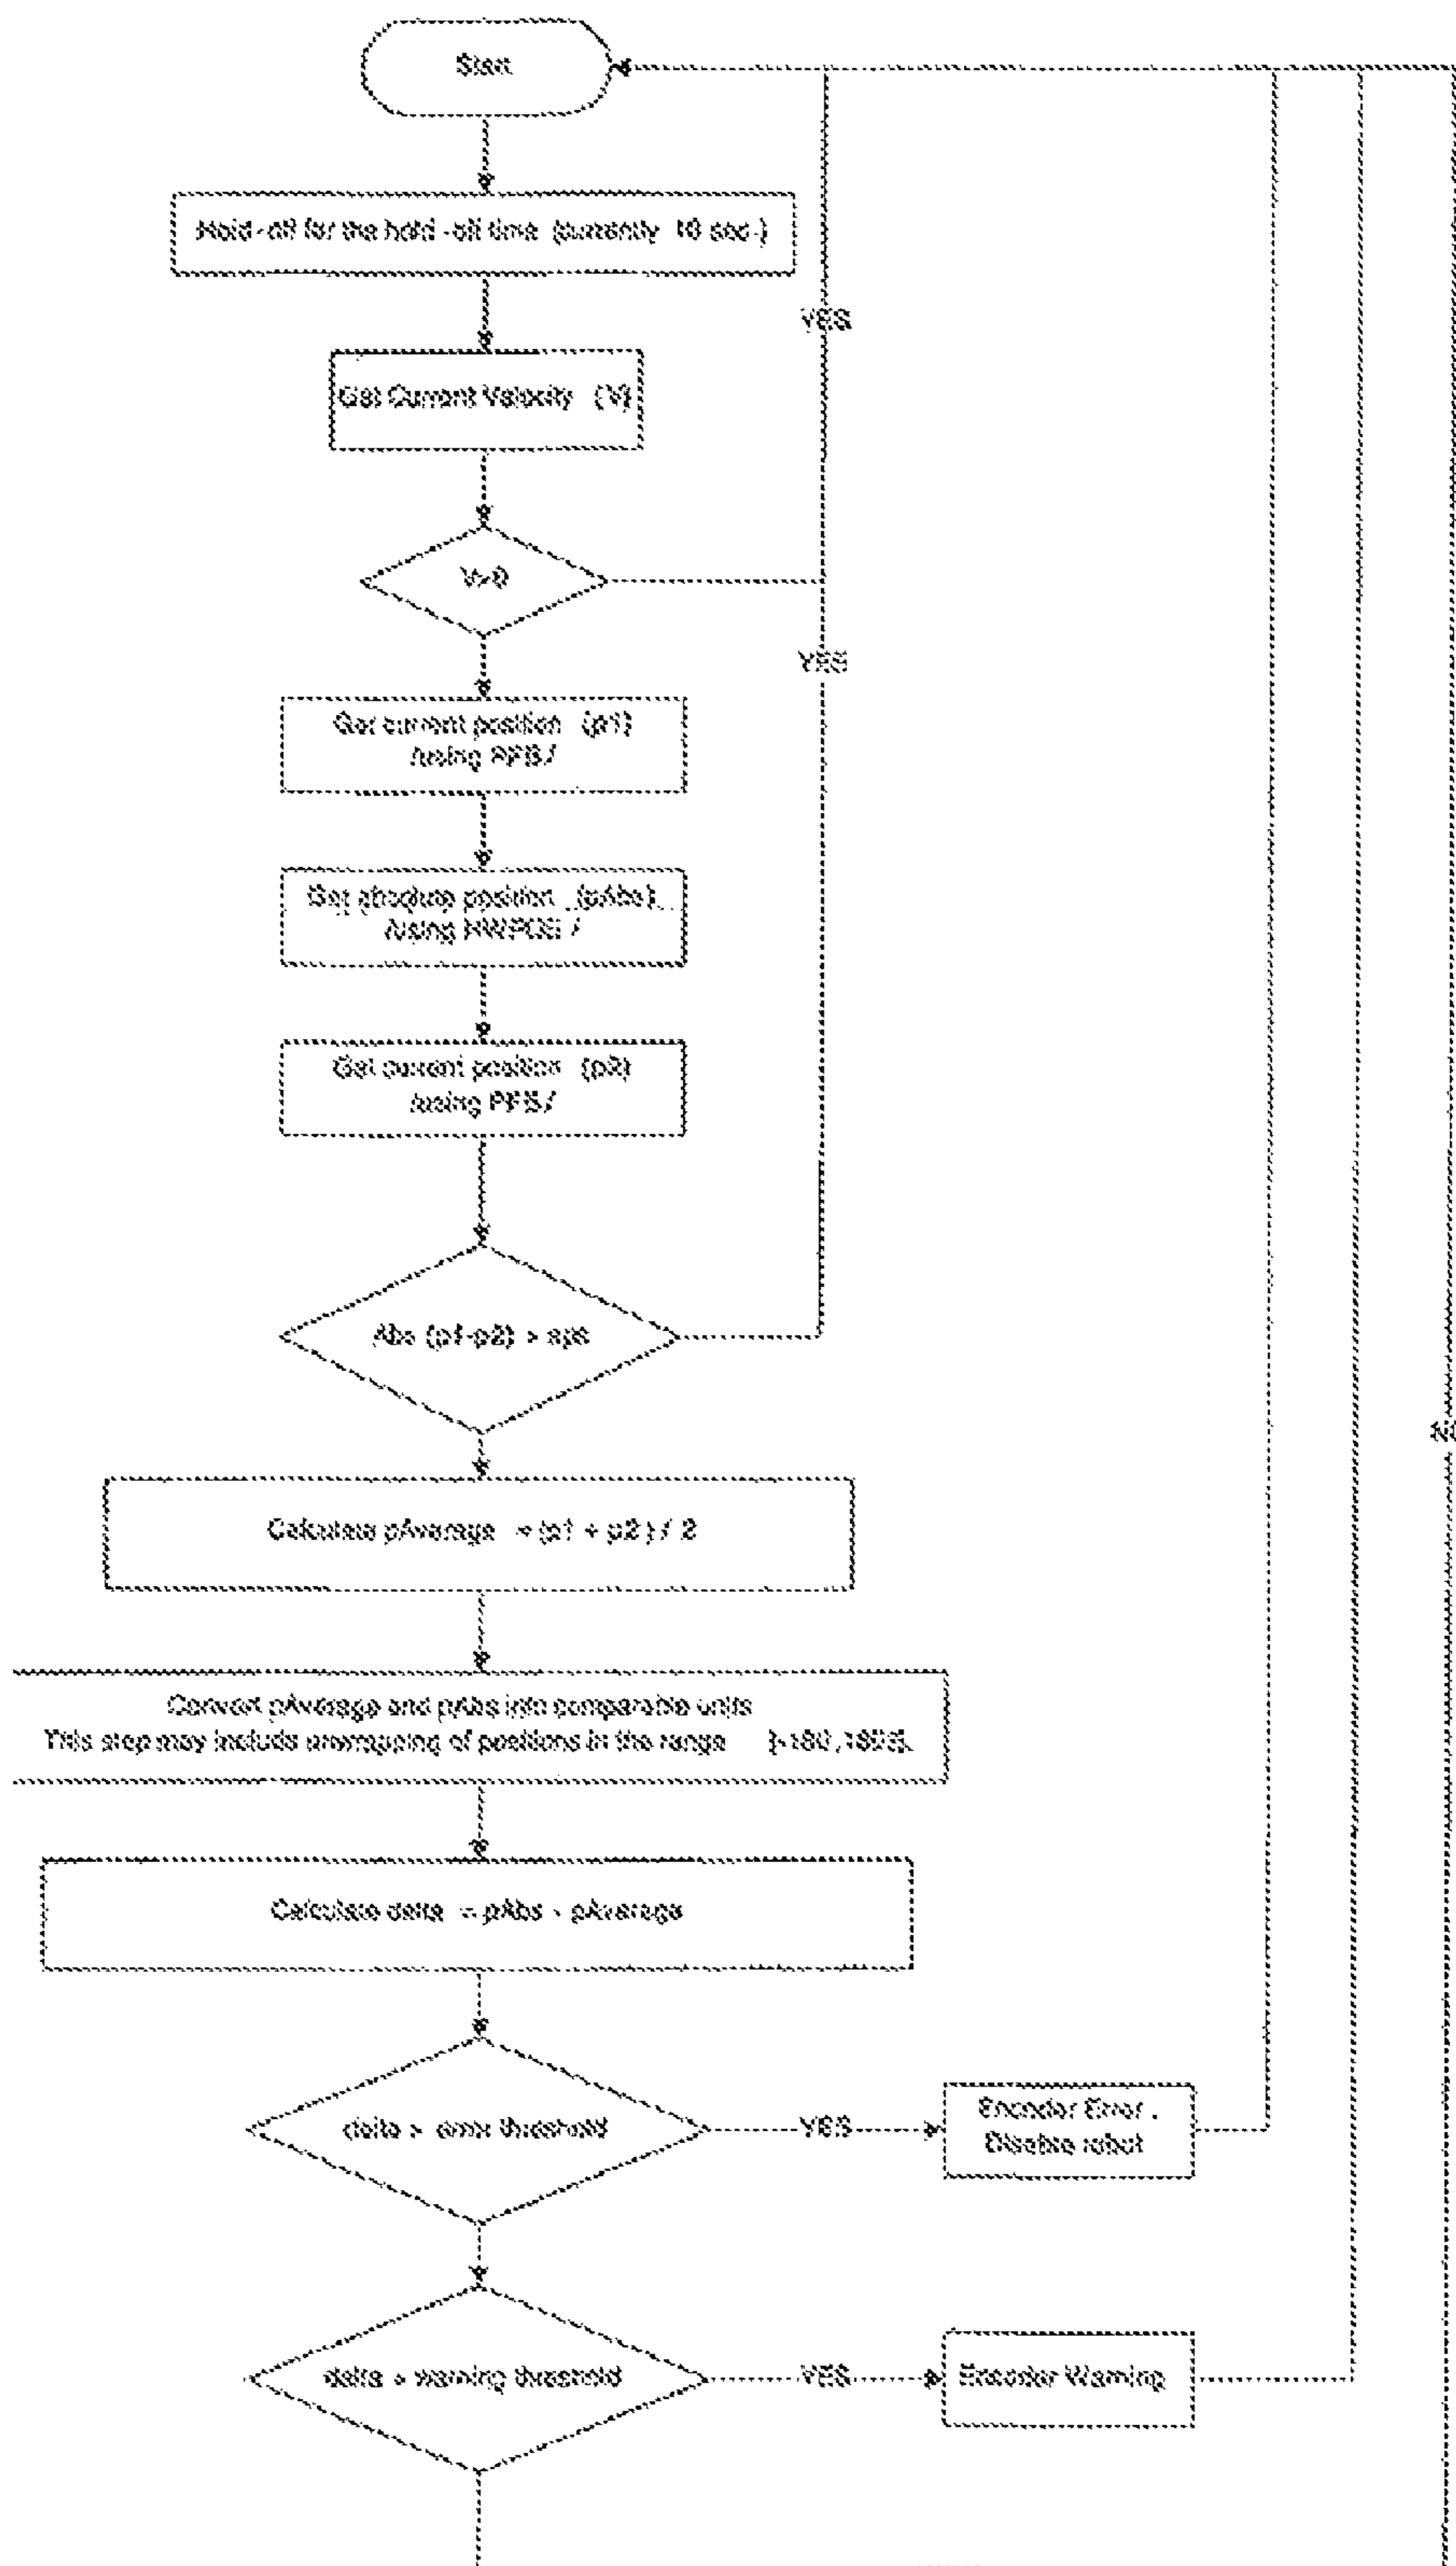 Start
Hold-off for the hold-off time (currently 10 sec.)
Get Current Velocity (V)
YES
V>0
YES
Get current position (p1)
/using PFB/
Get absolute position (pAbs)
/using HWPOS/
Get current position (p2)
/using PFB/
Abs (p1-p2) > eps
Calculate pAverage = (p1 + p2) / 2
Convert pAverage and pAbs into comparable units
This step may include unwrapping of positions in the range
Calculate delta = pAbs - pAverage
delta > error threshold
YES
Encoder Error.
Disable robot
delta > warning threshold
YES
Encoder Warning